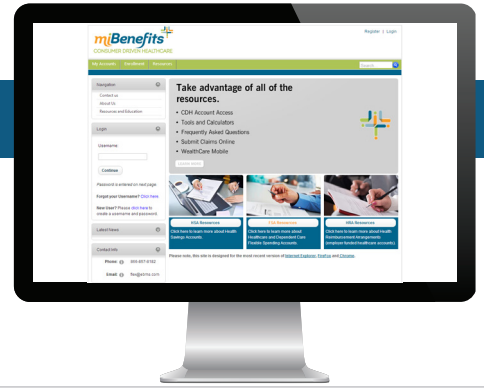 Register | Login
miBenefits
CONSUMER DRIVEN HEALTHCARE
My Accounts Enrollment Resources
Search
Navigation
Contact us
About Us
Resources and Education
Login
Username
Continue
Password is entered on next page.
Forgot your Username? Click here.
New User? Please click here to
create a username and password.
Latest News
Contact Info
Phone
Email
Take advantage of all of the
resources.
• CDH Account Access
• Tools and Calculators
• Frequently Asked Questions
• Submit Claims Online
• WealthCare Mobile
LEARN MORE
HSA Resources
Click here to learn more about Health
Savings Accounts.
FSA Resources
Click here to learn more about
Healthcare and Dependent Care
Flexible Spending Accounts.
HRA Resources
Click here to learn more about Health
Reimbursement Arrangements
(employer funded healthcare accounts)
Please note, this site is designed for the most recent version of Internet Explorer, FireFox and Chrome.